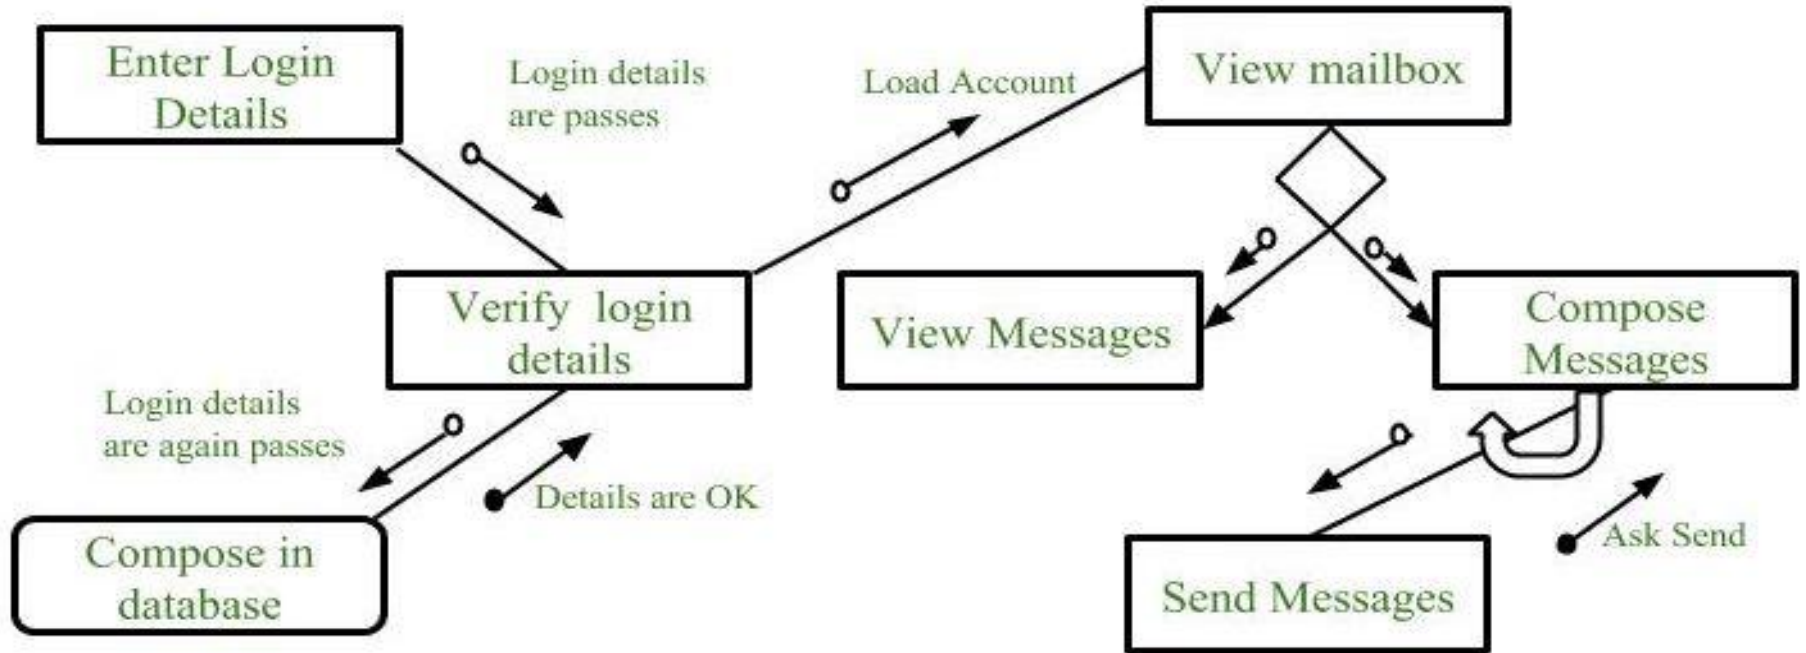 Enter Login
Details
Login details
are passes
Load Account
View mailbox
Verify login
details
View Messages
Compose
Messages
Login details
are again passes
Details are OK
Compose in
database
Ask Send
Send Messages